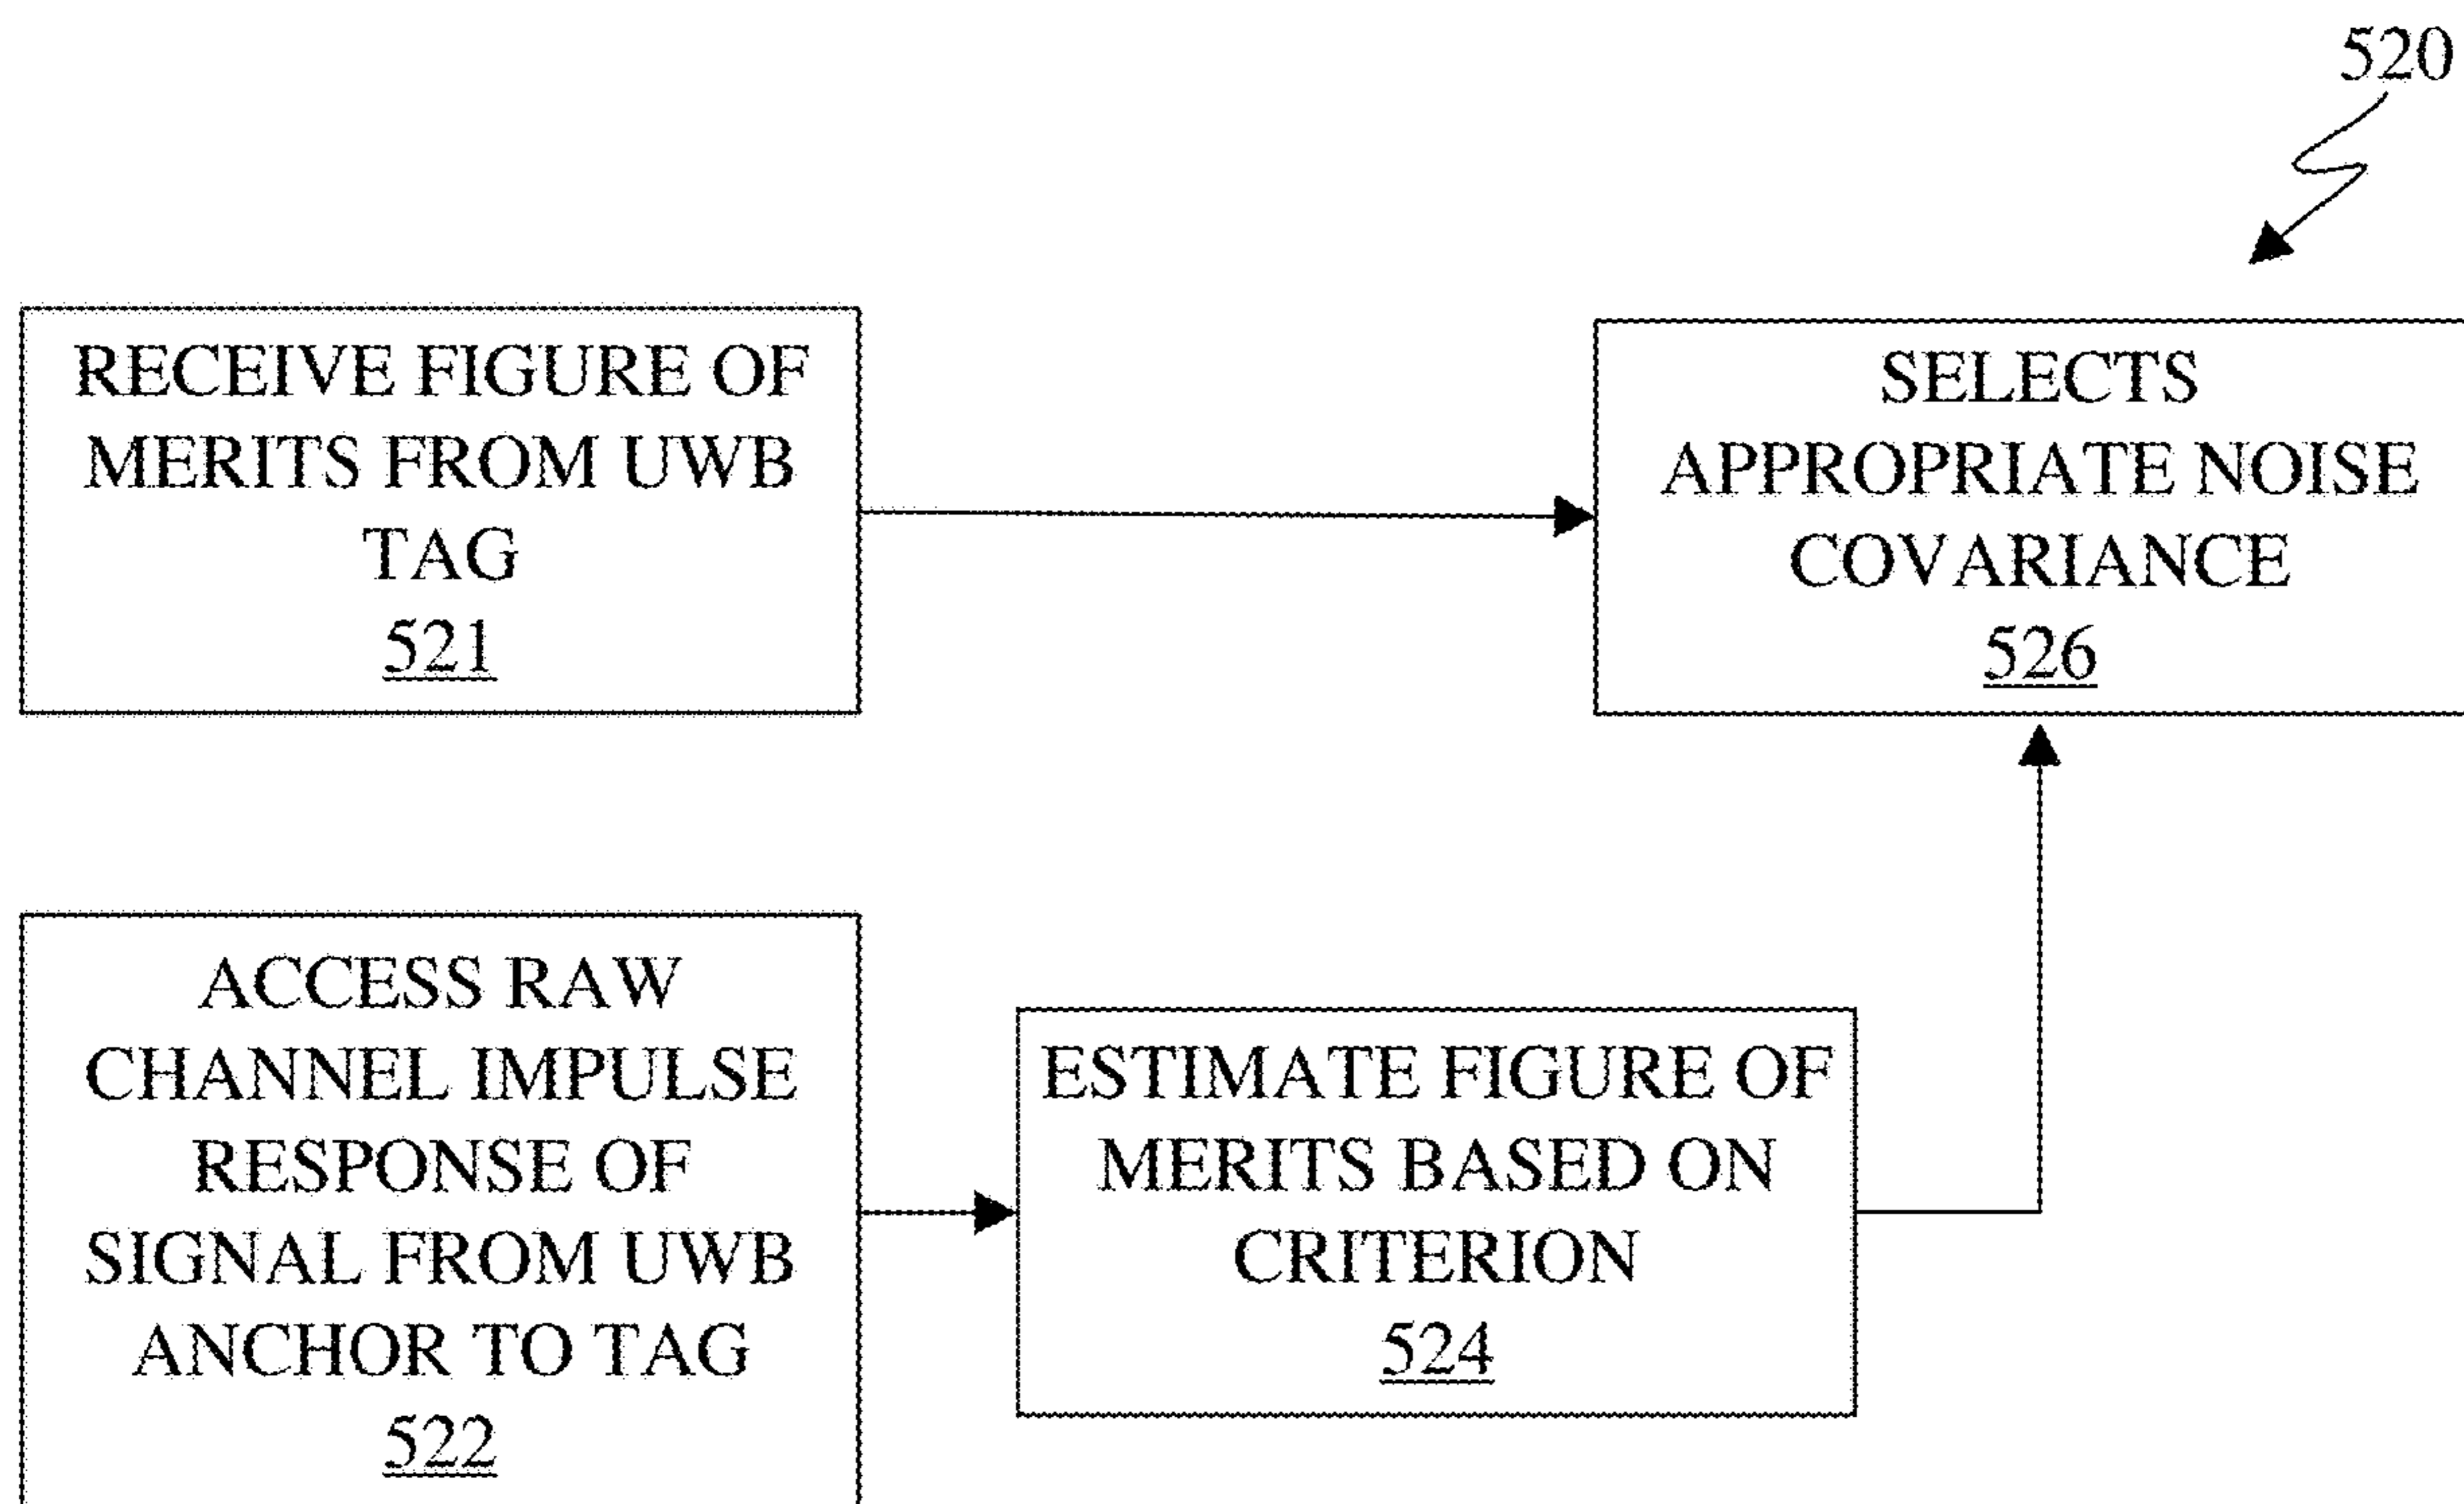 520
RECEIVE FIGURE OF
MERITS FROM UWB
TAG
521
SELECTS
APPROPRIATE NOISE
COVARIANCE
526
ACCESS RAW
CHANNEL IMPULSE
RESPONSE OF
SIGNAL FROM UWB
ANCHOR TO TAG
522
ESTIMATE FIGURE OF
MERITS BASED ON
CRITERION
524